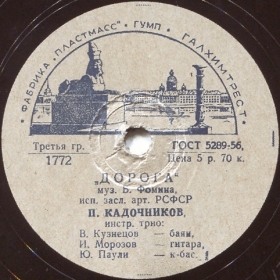 ФАБРИКА „ПЛАСТМАСС" ★ ГУМП ★ ГАЛХИМТРЕСТ
Третья гр.
1772
ГОСТ 5289-56,
Цена 5 р. 70 к.
„ДОРОГА"
муз. Б. Фомина,
исп. засл. арт. РСФСР
П. КАДОЧНИКОВ,
инстр. трио:
В. Кузнецов — баян,
И. Морозов — гитара,
Ю. Паули — к-бас